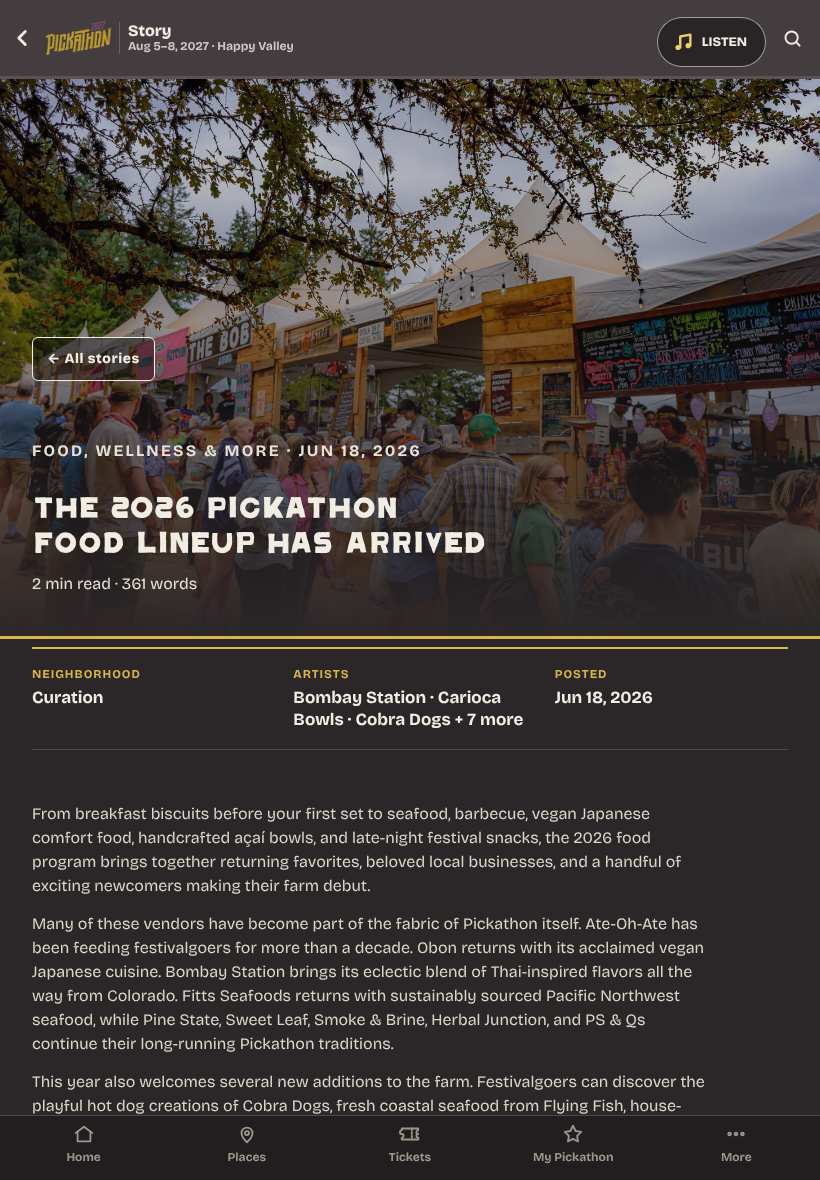 PICKATHON
Story
Aug 5–8, 2027 · Happy Valley
LISTEN
THE BOB
STUMPTOWN
DRINKS
← All stories
FOOD, WELLNESS & MORE · JUN 18, 2026
THE 2026 PICKATHON
FOOD LINEUP HAS ARRIVED
2 min read · 361 words
NEIGHBORHOOD
Curation
ARTISTS
Bombay Station · Carioca
Bowls · Cobra Dogs + 7 more
POSTED
Jun 18, 2026
From breakfast biscuits before your first set to seafood, barbecue, vegan Japanese
comfort food, handcrafted açaí bowls, and late-night festival snacks, the 2026 food
program brings together returning favorites, beloved local businesses, and a handful of
exciting newcomers making their farm debut.
Many of these vendors have become part of the fabric of Pickathon itself. Ate-Oh-Ate has
been feeding festivalgoers for more than a decade. Obon returns with its acclaimed vegan
Japanese cuisine. Bombay Station brings its eclectic blend of Thai-inspired flavors all the
way from Colorado. Fitts Seafoods returns with sustainably sourced Pacific Northwest
seafood, while Pine State, Sweet Leaf, Smoke & Brine, Herbal Junction, and PS & Qs
continue their long-running Pickathon traditions.
This year also welcomes several new additions to the farm. Festivalgoers can discover the
playful hot dog creations of Cobra Dogs, fresh coastal seafood from Flying Fish, house-
Home
Places
Tickets
My Pickathon
More